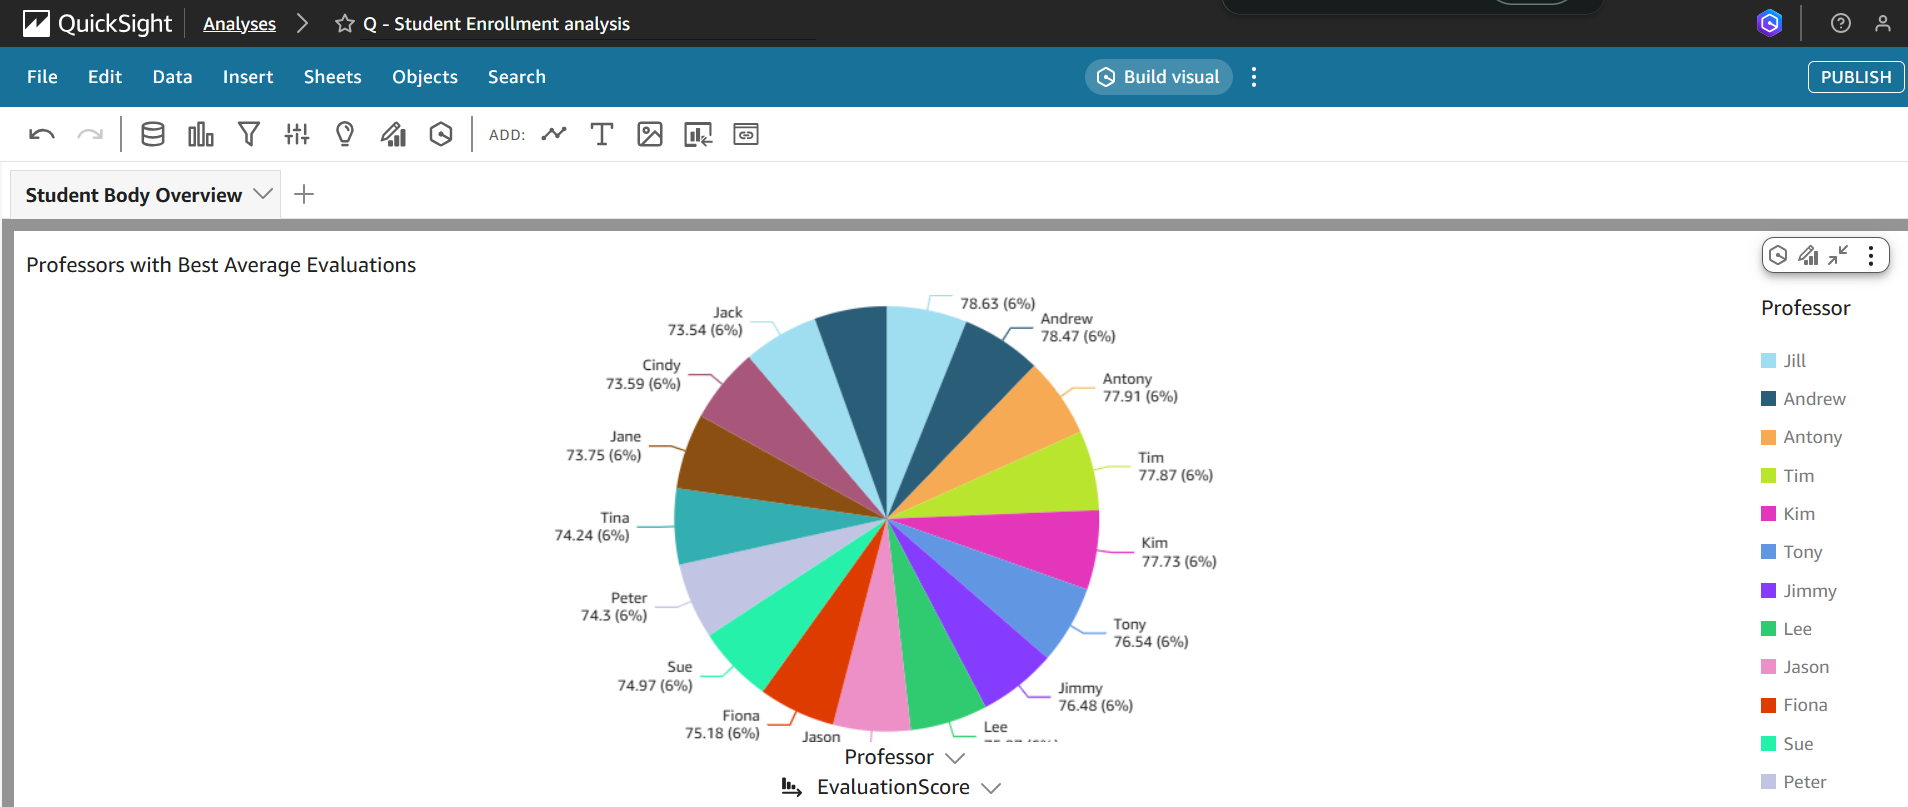 QuickSight
Analyses
Q - Student Enrollment analysis
File Edit Data Insert Sheets Objects Search
Build visual
PUBLISH
ADD:
Student Body Overview
Professors with Best Average Evaluations
78.63 (6%)
Andrew
78.47 (6%)
Antony
77.91 (6%)
Tim
77.87 (6%)
Kim
77.73 (6%)
Tony
76.54 (6%)
Jimmy
76.48 (6%)
Lee
Jason
Fiona
75.18 (6%)
Sue
74.97 (6%)
Peter
74.3 (6%)
Tina
74.24 (6%)
Jane
73.75 (6%)
Cindy
73.59 (6%)
Jack
73.54 (6%)
Professor
EvaluationScore
Professor
Jill
Andrew
Antony
Tim
Kim
Tony
Jimmy
Lee
Jason
Fiona
Sue
Peter